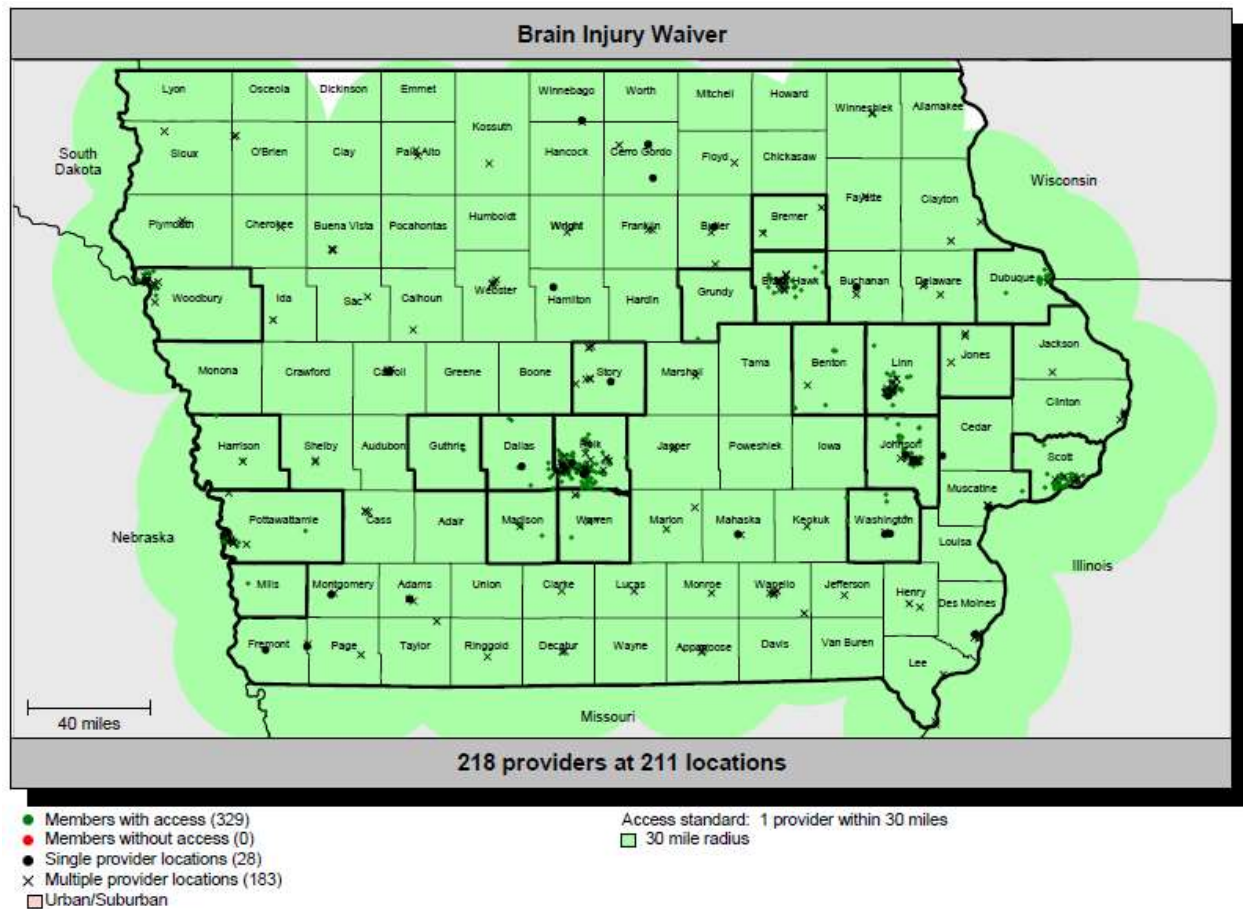 Brain Injury Waiver
Lyon Osceola Dickinson Emmet Winnebago Worth Mitchell Howard Winneshiek Allamakee
Kossuth
South Dakota Sioux O'Brien Clay Palo Alto Hancock Cerro Gordo Floyd Chickasaw
Wisconsin
Fayette Clayton
Plymouth Cherokee Buena Vista Pocahontas Humboldt Wright Franklin Butler Bremer
Woodbury Ida Sac Calhoun Webster Hamilton Hardin Grundy Black Hawk Buchanan Delaware Dubuque
Monona Crawford Carroll Greene Boone Story Marshall Tama Benton Linn Jones Jackson
Clinton
Harrison Shelby Audubon Guthrie Dallas Polk Jasper Poweshiek Iowa Johnson Cedar
Scott
Muscatine
Nebraska Pottawattamie Cass Adair Madison Warren Marion Mahaska Keokuk Washington
Louisa
Illinois
Mills Montgomery Adams Union Clarke Lucas Monroe Wapello Jefferson Henry Des Moines
Fremont Page Taylor Ringgold Decatur Wayne Appanoose Davis Van Buren
Lee
40 miles
Missouri
218 providers at 211 locations
Members with access (329)
Members without access (0)
Single provider locations (28)
Multiple provider locations (183)
Urban/Suburban
Access standard: 1 provider within 30 miles
30 mile radius